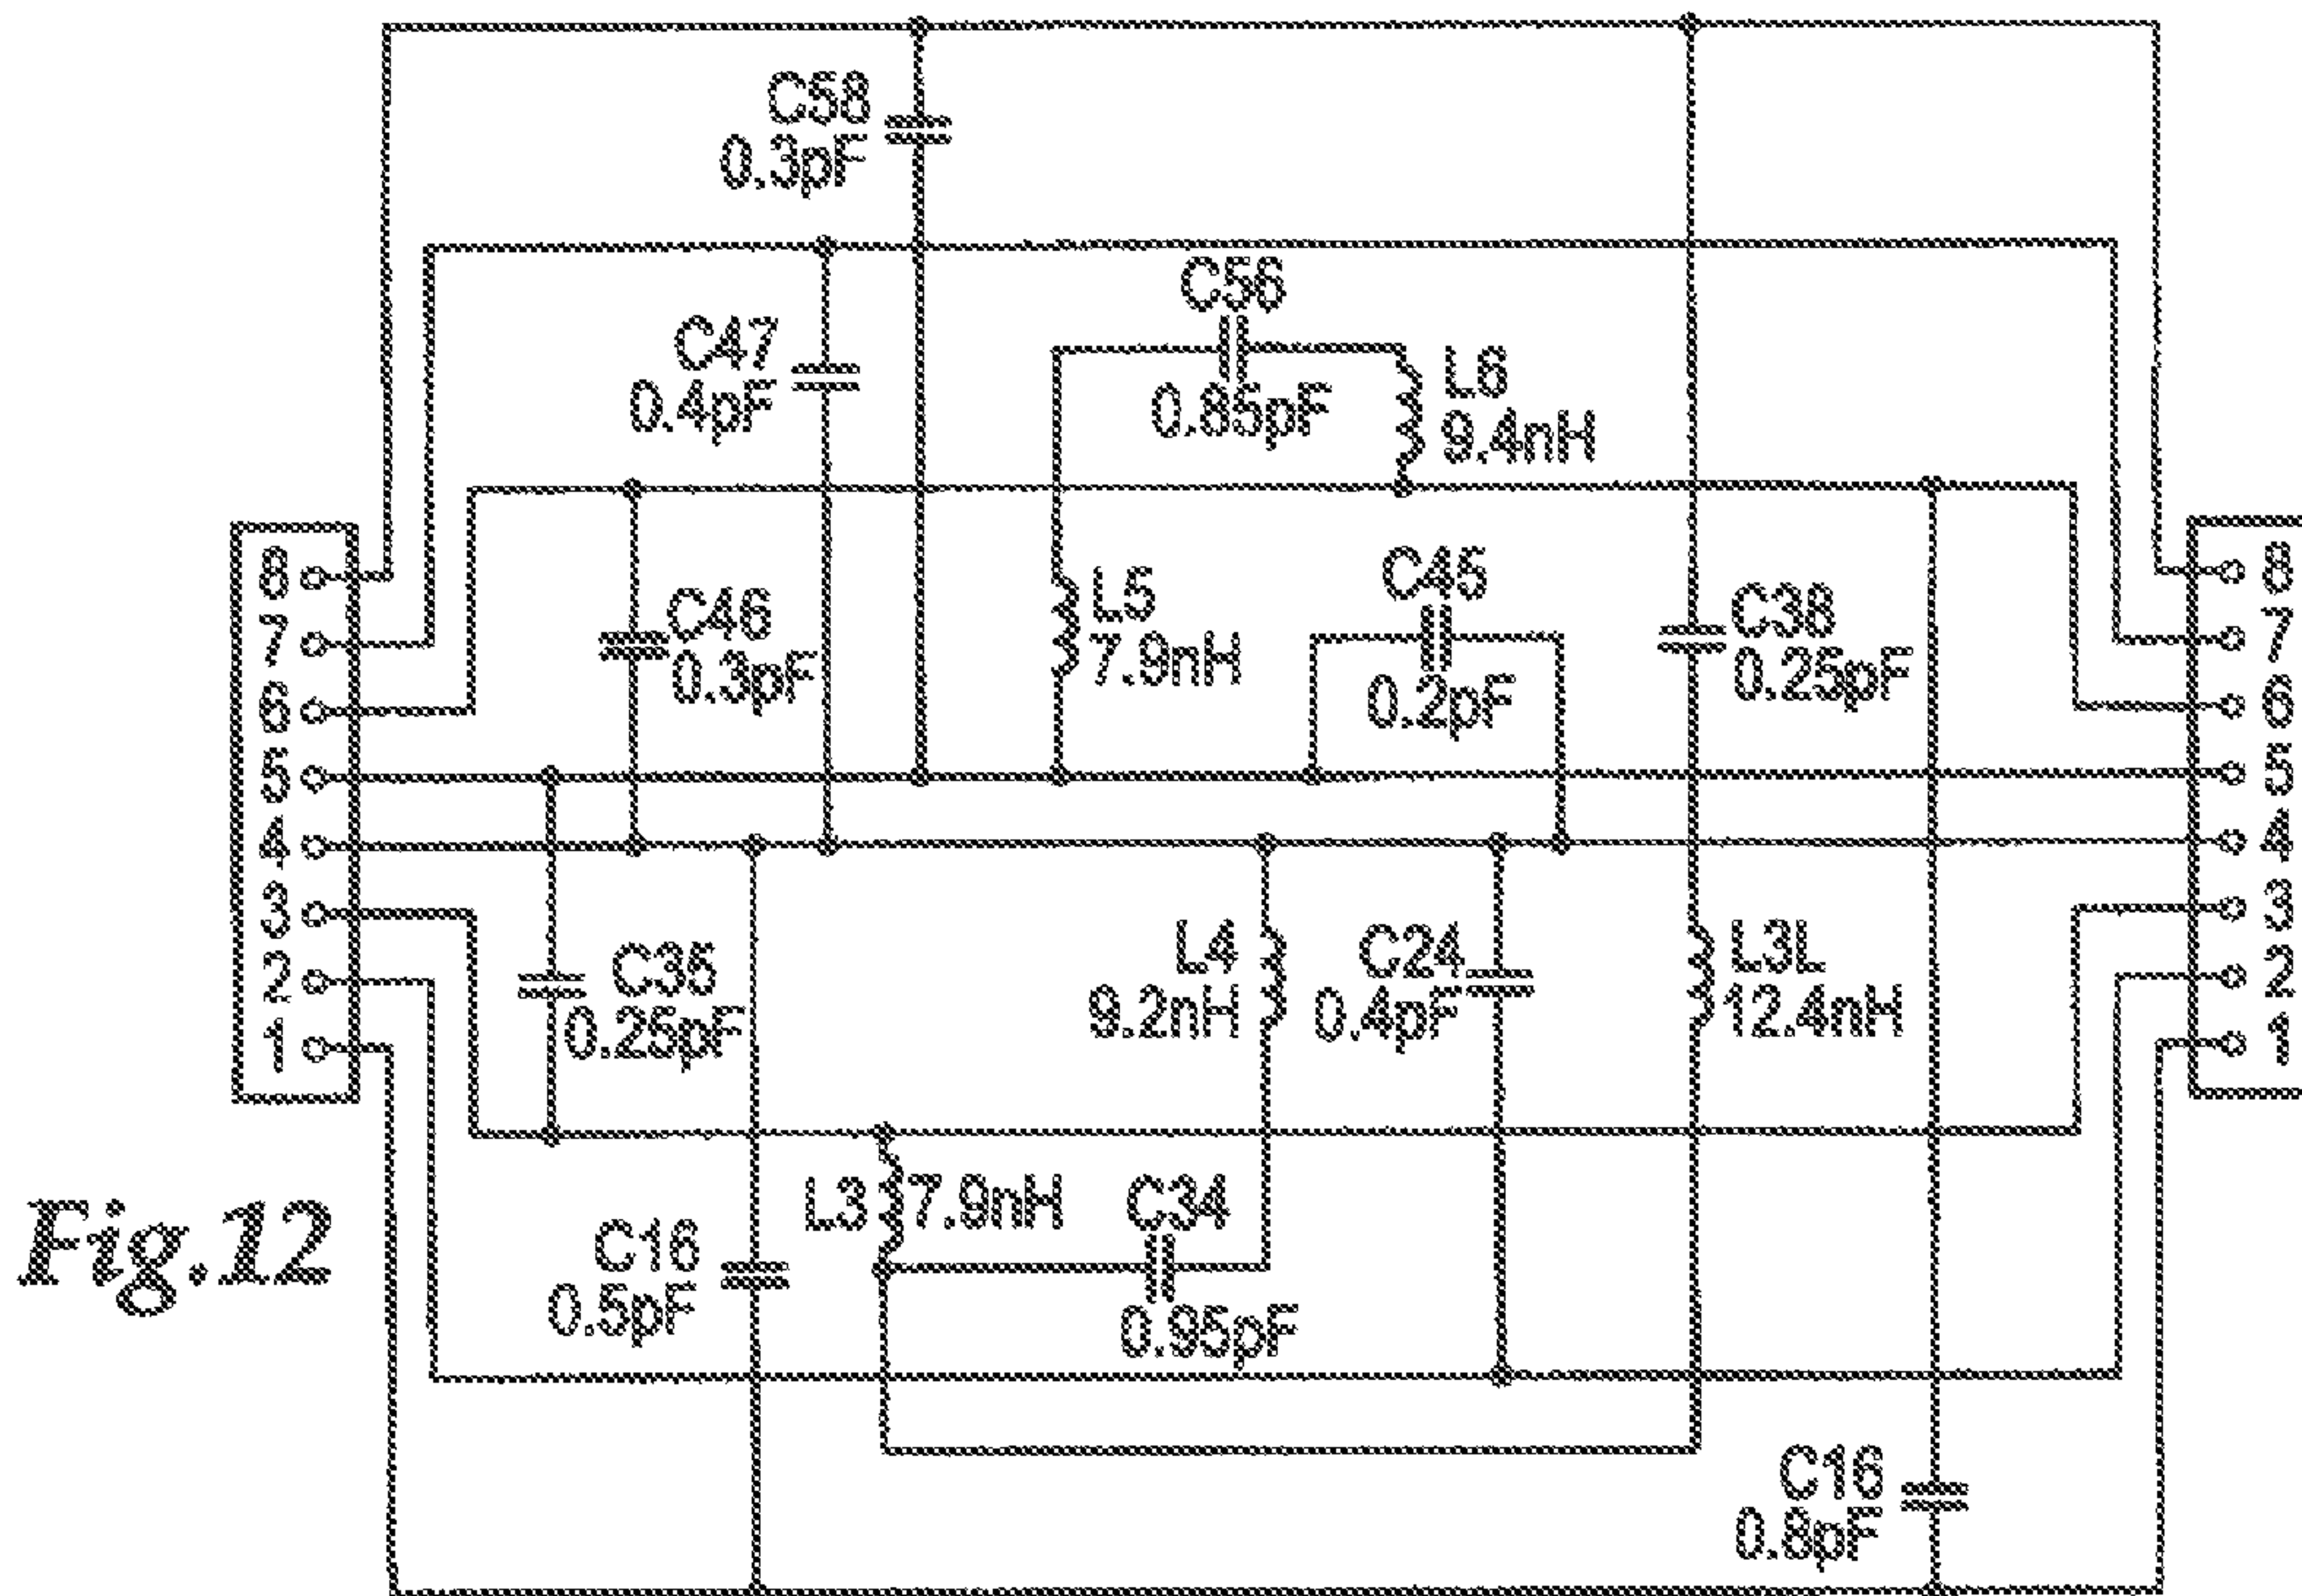 C58
0.3pF
C56
0.85pF
C47
0.4pF
L6
9.4nH
8
7
6
5
4
3
2
1
C46
0.3pF
L5
7.9nH
C45
0.2pF
C38
0.25pF
8
7
6
5
4
3
2
1
C35
0.25pF
L4
9.2nH
C24
0.4pF
L3L
12.4nH
L3
7.9nH
C34
0.95pF
C16
0.5pF
C16
0.8pF
Fig.12